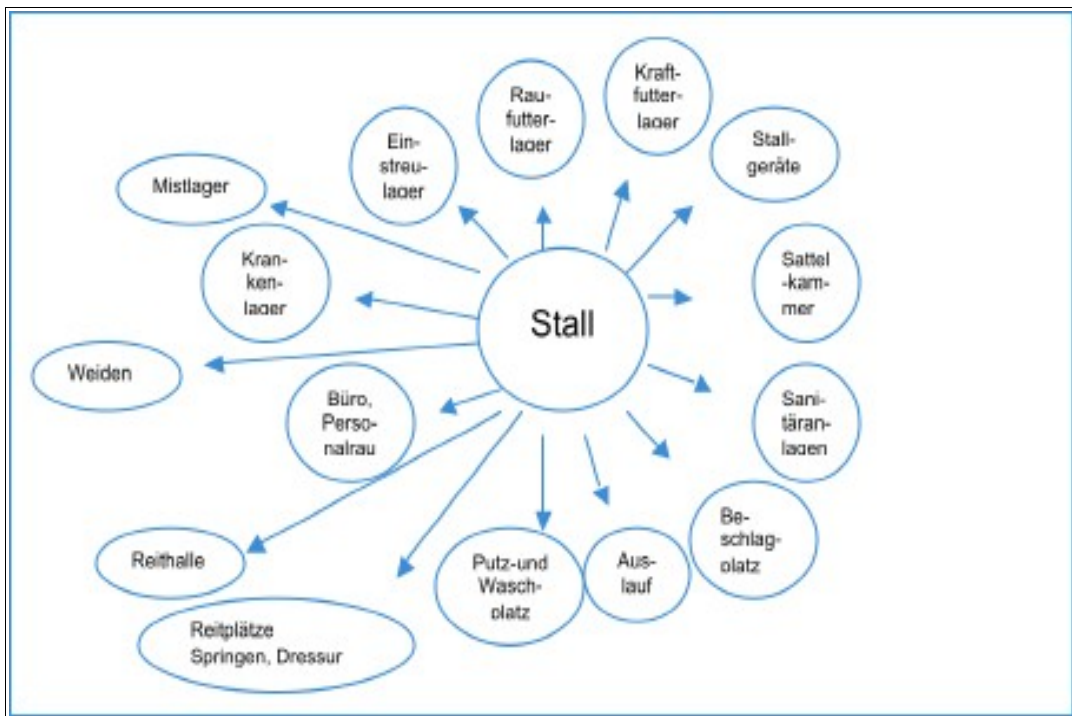 Kraft-
futter-
lager
Rau-
futter-
lager
Stall-
geräte
Ein-
streu-
lager
Mistlager
Kran-
ken-
lager
Sattel
-kam-
mer
Stall
Weiden
Büro,
Perso-
nalrau
Sani-
täran-
lagen
Be-
schlag-
platz
Reithalle
Putz-und
Wasch-
platz
Aus-
lauf
Reitplätze
Springen, Dressur